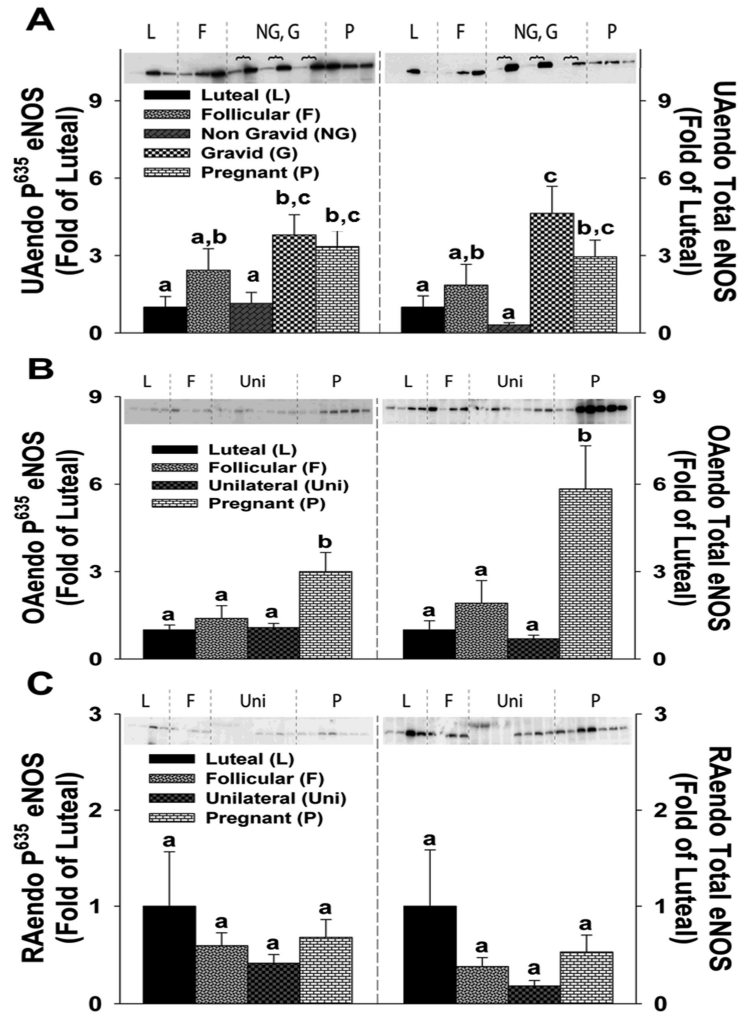 A
L F NG, G P L F NG, G P
UAendo P635 eNOS
(Fold of Luteal)
9
6
3
0
Luteal (L)
Follicular (F)
Non Gravid (NG)
Gravid (G)
Pregnant (P)
a a,b a b,c b,c
a a,b a c b,c
9
6
3
0
UAendo Total eNOS
(Fold of Luteal)
B
L F Uni P L F Uni P
OAendo P635 eNOS
(Fold of Luteal)
9
6
3
0
Luteal (L)
Follicular (F)
Unilateral (Uni)
Pregnant (P)
a a a b
a a a b
9
6
3
0
OAendo Total eNOS
(Fold of Luteal)
C
L F Uni P L F Uni P
RAendo P635 eNOS
(Fold of Luteal)
3
2
1
0
Luteal (L)
Follicular (F)
Unilateral (Uni)
Pregnant (P)
a a a a
a a a a
3
2
1
0
RAendo Total eNOS
(Fold of Luteal)